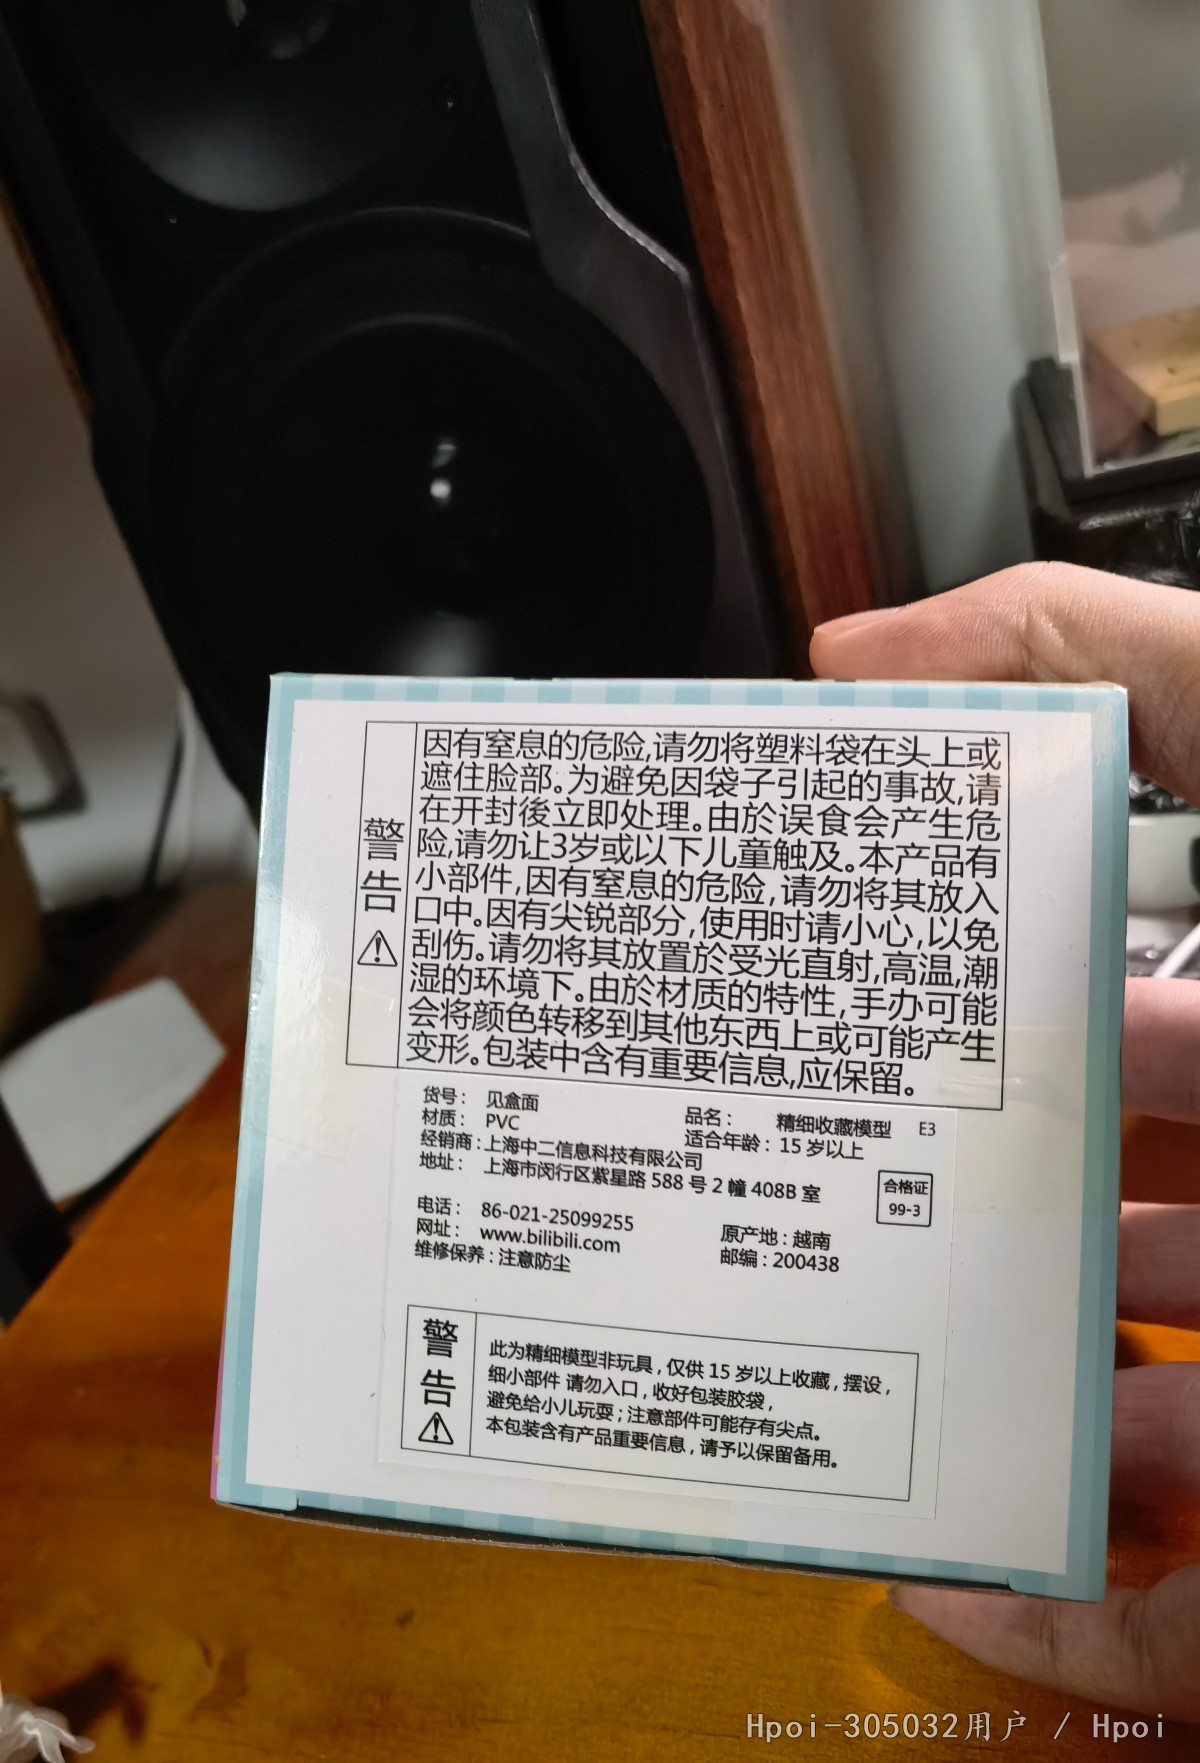 警告
因有窒息的危险,请勿将塑料袋在头上或
遮住脸部。为避免因袋子引起的事故,请
在开封後立即处理。由於误食会产生危
险,请勿让3岁或以下儿童触及。本产品有
小部件,因有窒息的危险,请勿将其放入
口中。因有尖锐部分,使用时请小心,以免
刮伤。请勿将其放置於受光直射,高温,潮
湿的环境下。由於材质的特性,手办可能
会将颜色转移到其他东西上或可能产生
变形。包装中含有重要信息,应保留。
货号： 见盒面
品名： 精细收藏模型 E3
材质： PVC
适合年龄：15 岁以上
经销商：上海中二信息科技有限公司
地址： 上海市闵行区紫星路 588 号 2 幢 408B 室
合格证
99-3
电话： 86-021-25099255
原产地：越南
网址： www.bilibili.com
邮编：200438
维修保养：注意防尘
警告
此为精细模型非玩具，仅供 15 岁以上收藏，摆设，
细小部件 请勿入口，收好包装胶袋，
避免给小儿玩耍；注意部件可能存有尖点。
本包装含有产品重要信息，请予以保留备用。
Hpoi-305032用户 / Hpoi